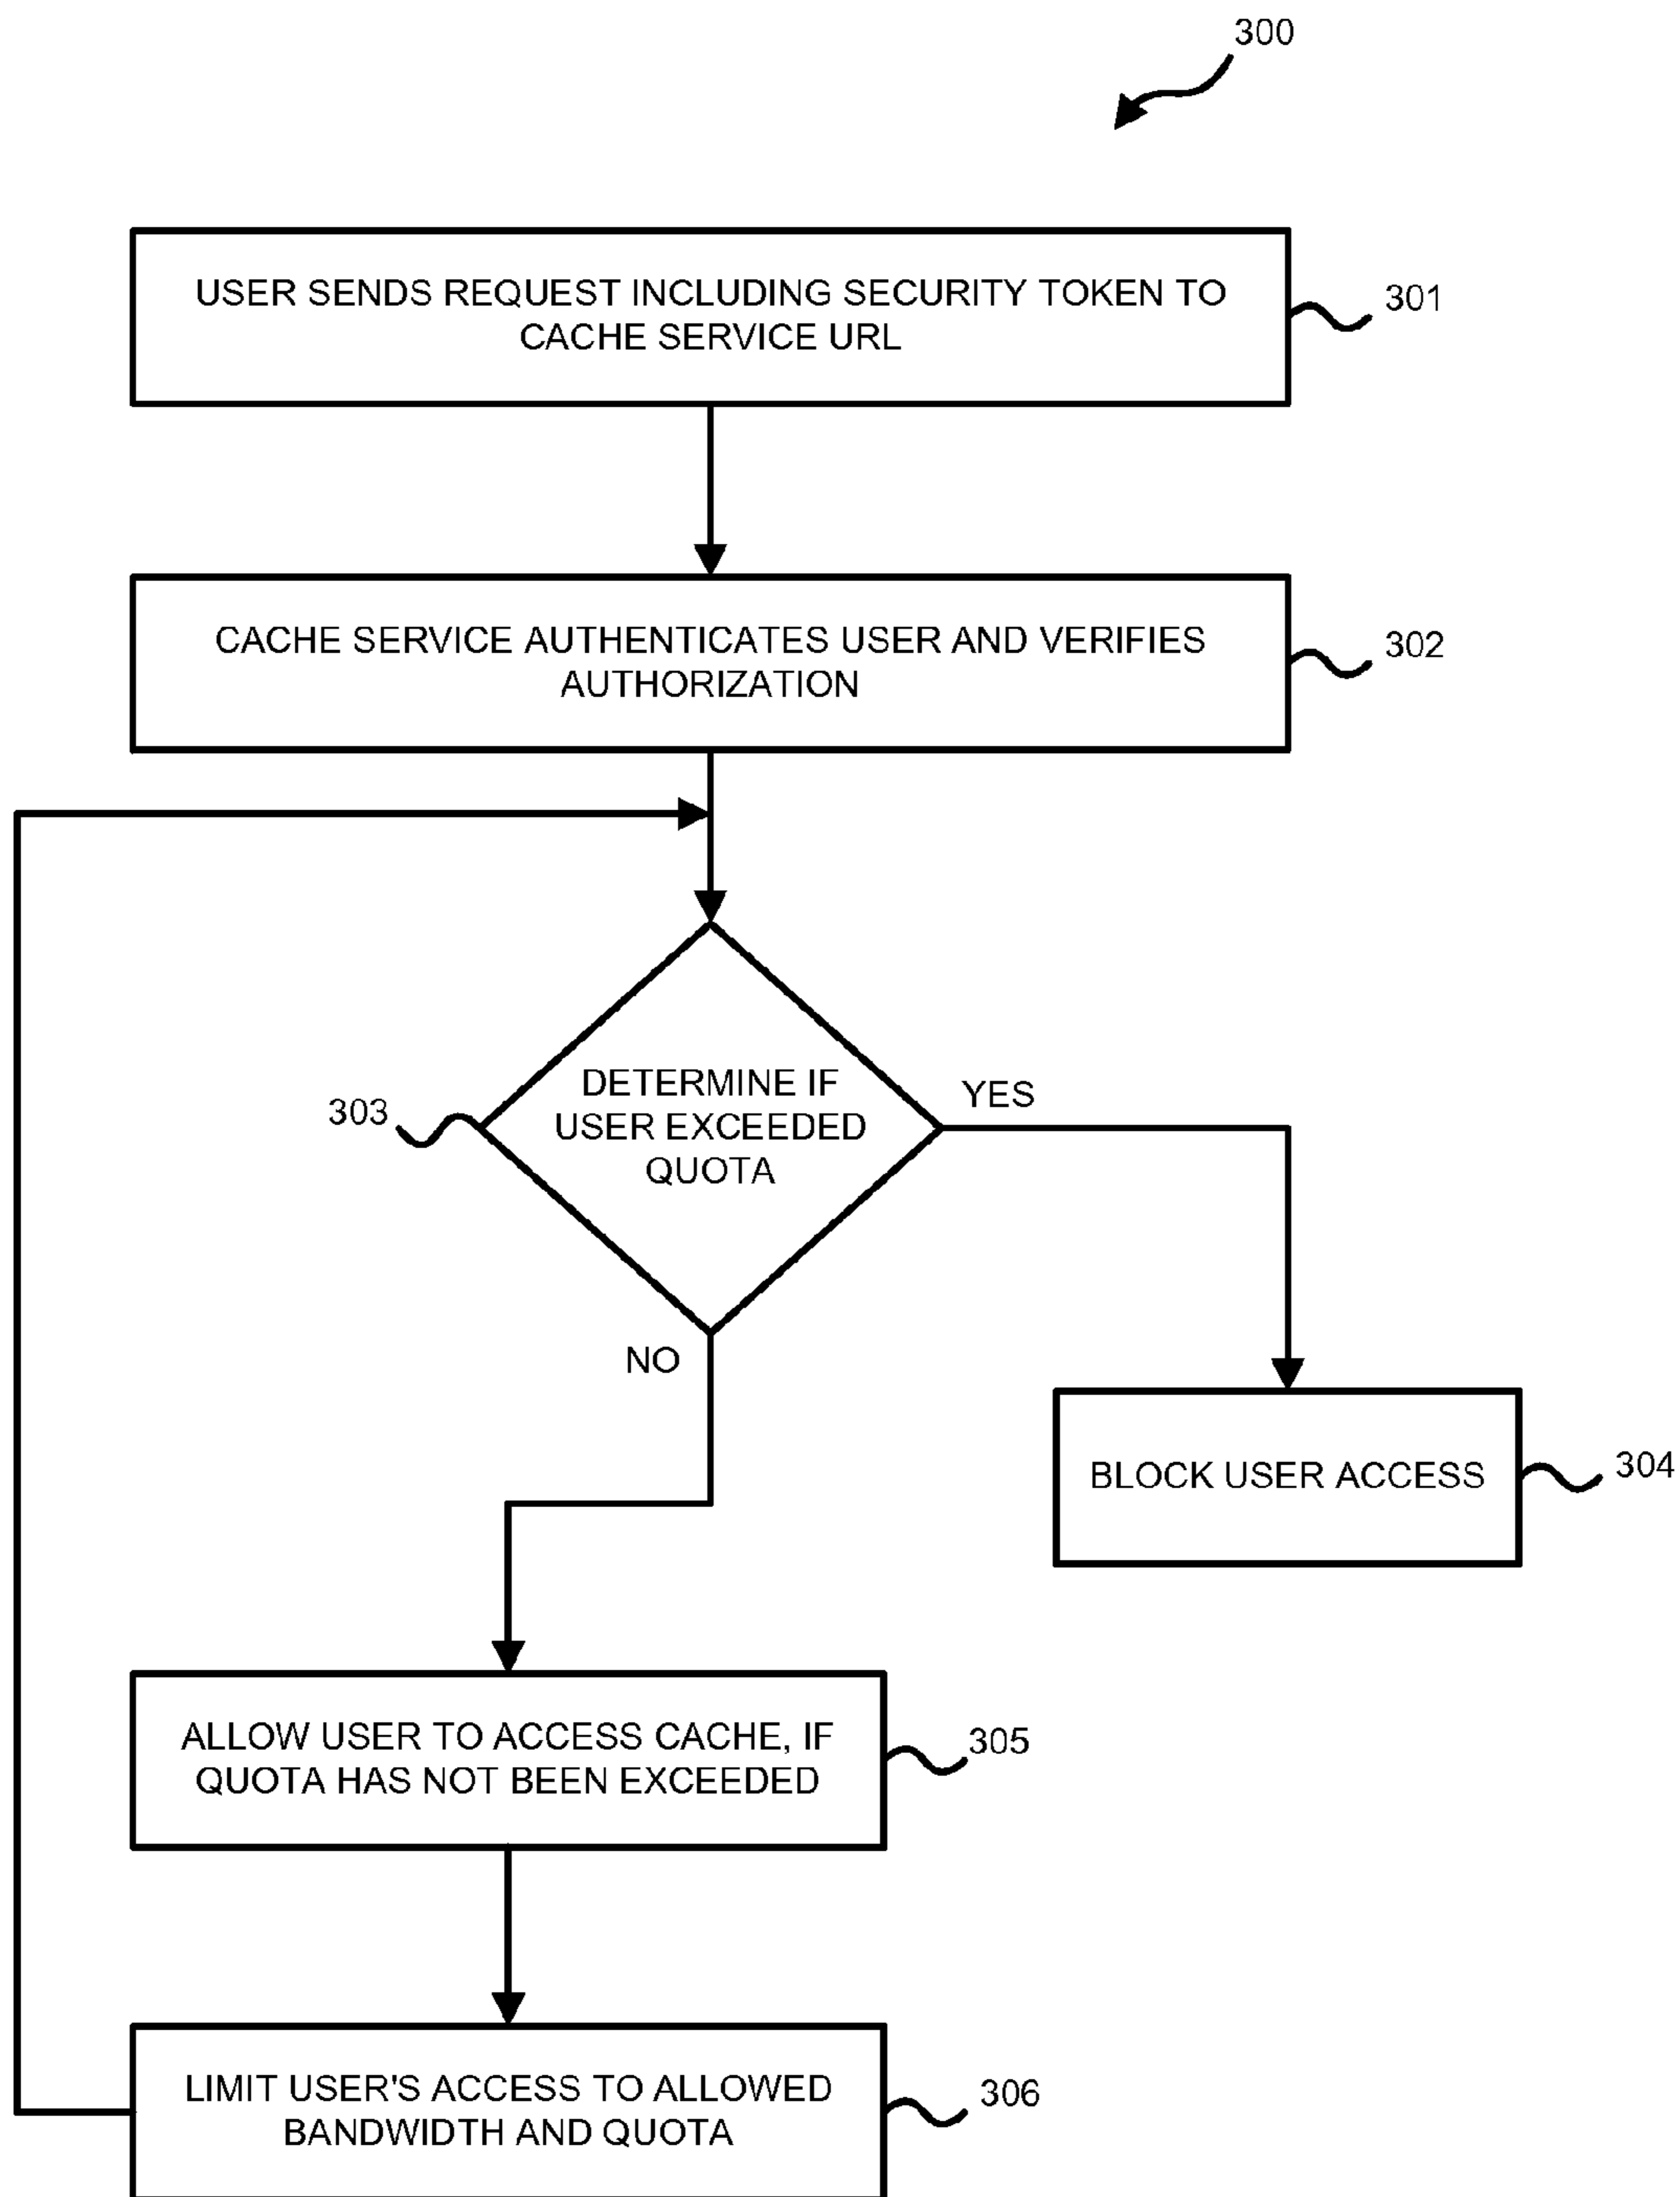 300
USER SENDS REQUEST INCLUDING SECURITY TOKEN TO
CACHE SERVICE URL
301
CACHE SERVICE AUTHENTICATES USER AND VERIFIES
AUTHORIZATION
302
DETERMINE IF
USER EXCEEDED
QUOTA
303
YES
NO
BLOCK USER ACCESS
304
ALLOW USER TO ACCESS CACHE, IF
QUOTA HAS NOT BEEN EXCEEDED
305
LIMIT USER'S ACCESS TO ALLOWED
BANDWIDTH AND QUOTA
306